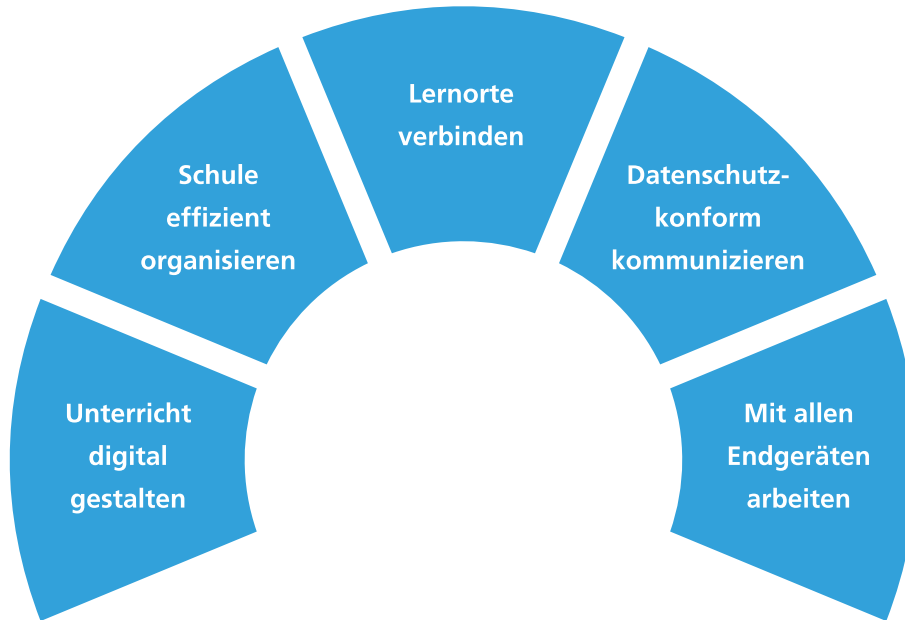 Unterricht
digital
gestalten
Schule
effizient
organisieren
Lernorte
verbinden
Datenschutz-
konform
kommunizieren
Mit allen
Endgeräten
arbeiten